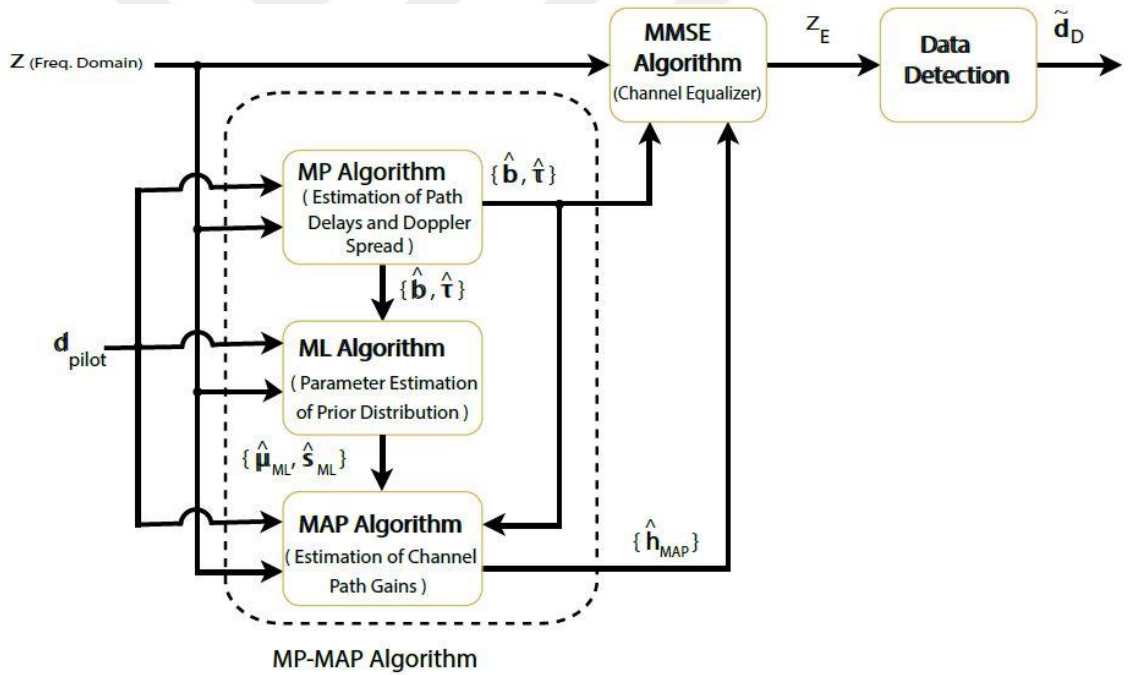 Z (Freq. Domain)
MMSE
Algorithm
(Channel Equalizer)
Z_E
Data
Detection
d̃_D
MP Algorithm
( Estimation of Path
Delays and Doppler
Spread )
{ b̂ , τ̂ }
{ b̂ , τ̂ }
d_pilot
ML Algorithm
( Parameter Estimation
of Prior Distribution )
{ μ̂_ML , ŝ_ML }
MAP Algorithm
( Estimation of Channel
Path Gains )
{ ĥ_MAP }
MP-MAP Algorithm